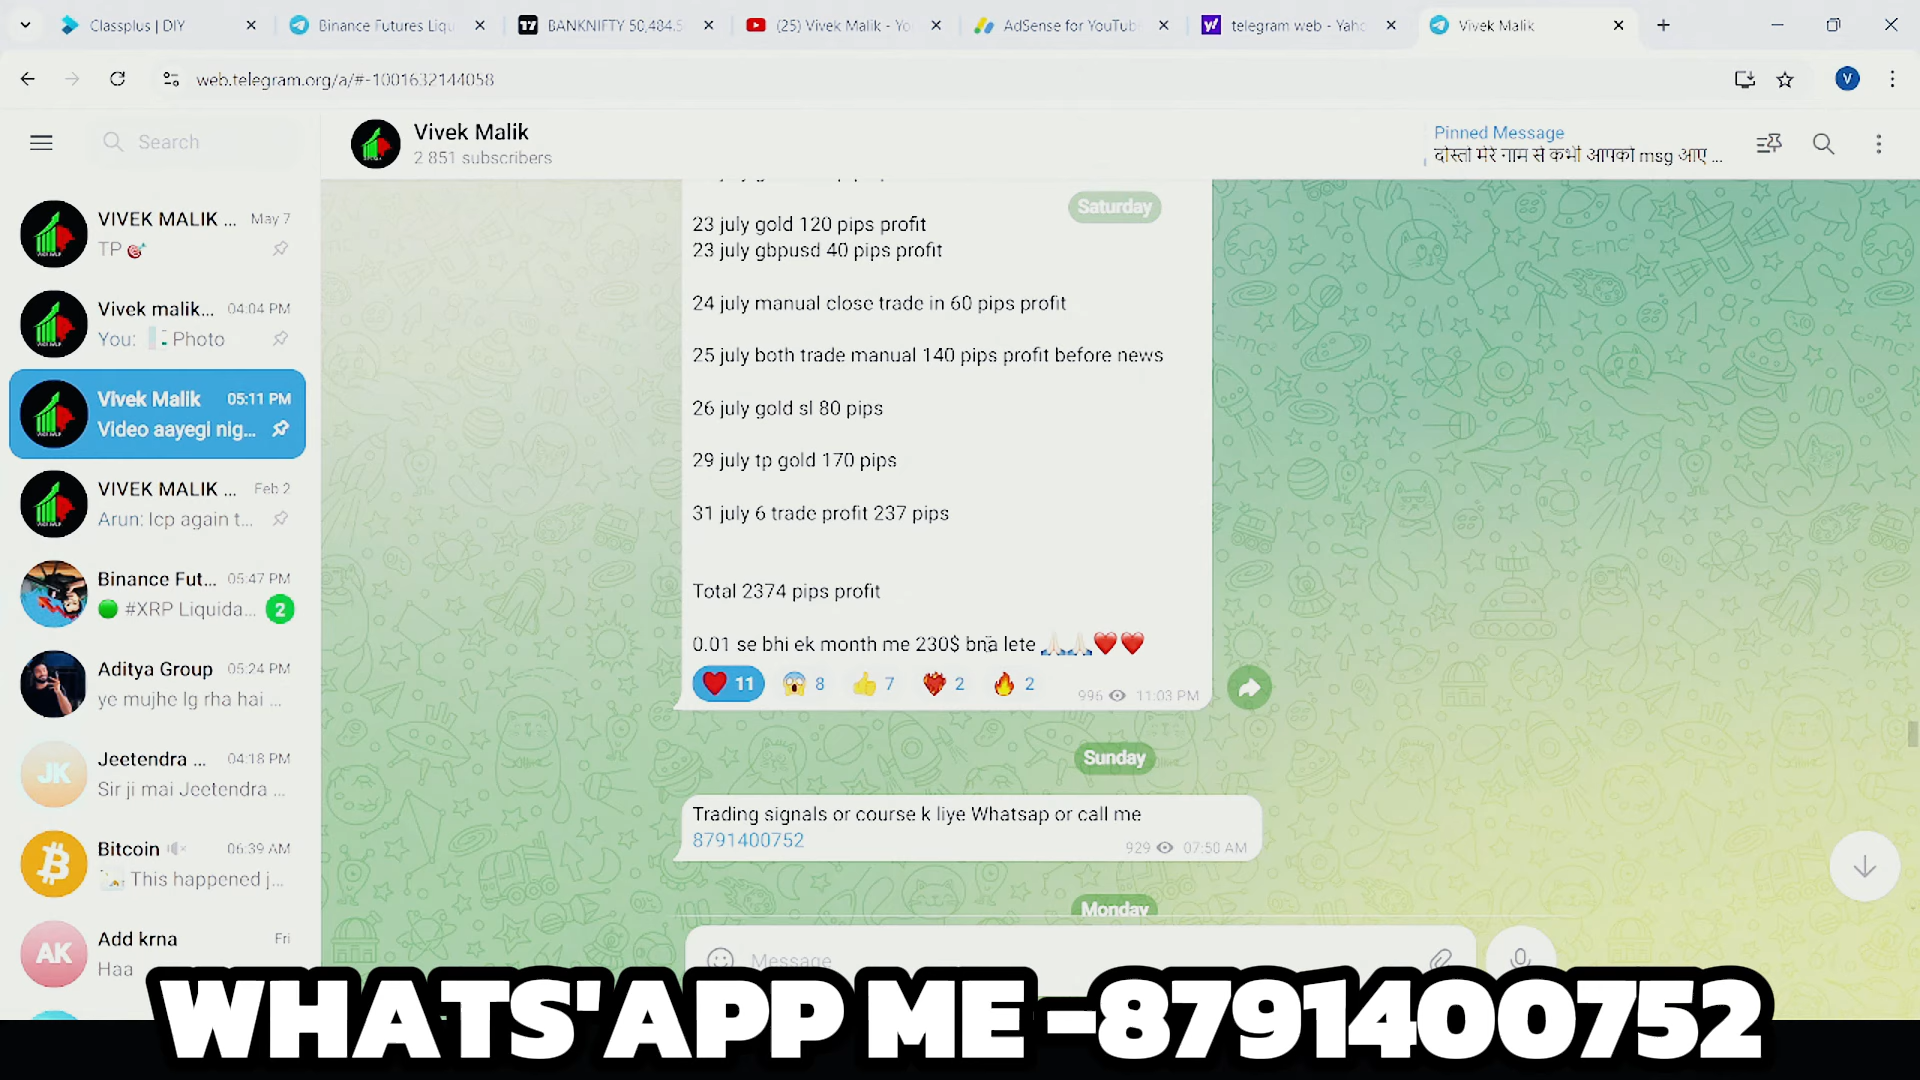 Classplus | DIY
Binance Futures Liqu
BANKNIFTY 50,484.5
(25) Vivek Malik - Yo
AdSense for YouTube
telegram web - Yaho
Vivek Malik
web.telegram.org/a/#-1001632144058
V
Search
Vivek Malik
2 851 subscribers
Pinned Message
दोस्तो मेरे नाम से कभी आपको msg आए ...
VIVEK MALIK ... May 7
TP 🎯
Vivek malik... 04:04 PM
You: Photo
Vivek Malik 05:11 PM
Video aayegi nig...
VIVEK MALIK ... Feb 2
Arun: Icp again t...
Binance Fut... 05:47 PM
🟢 #XRP Liquida... 2
Aditya Group 05:24 PM
ye mujhe lg rha hai ...
JK
Jeetendra ... 04:18 PM
Sir ji mai Jeetendra ...
Bitcoin 06:39 AM
This happened j...
AK
Add krna Fri
Haa
Saturday
23 july gold 120 pips profit
23 july gbpusd 40 pips profit
24 july manual close trade in 60 pips profit
25 july both trade manual 140 pips profit before news
26 july gold sl 80 pips
29 july tp gold 170 pips
31 july 6 trade profit 237 pips
Total 2374 pips profit
0.01 se bhi ek month me 230$ bna lete 🙏🏻🙏🏻❤️❤️
❤️ 11 😱 8 👍 7 ❤️‍🔥 2 🔥 2
996 11:03 PM
Sunday
Trading signals or course k liye Whatsap or call me
8791400752
929 07:50 AM
Monday
Message
WHATS'APP ME -8791400752